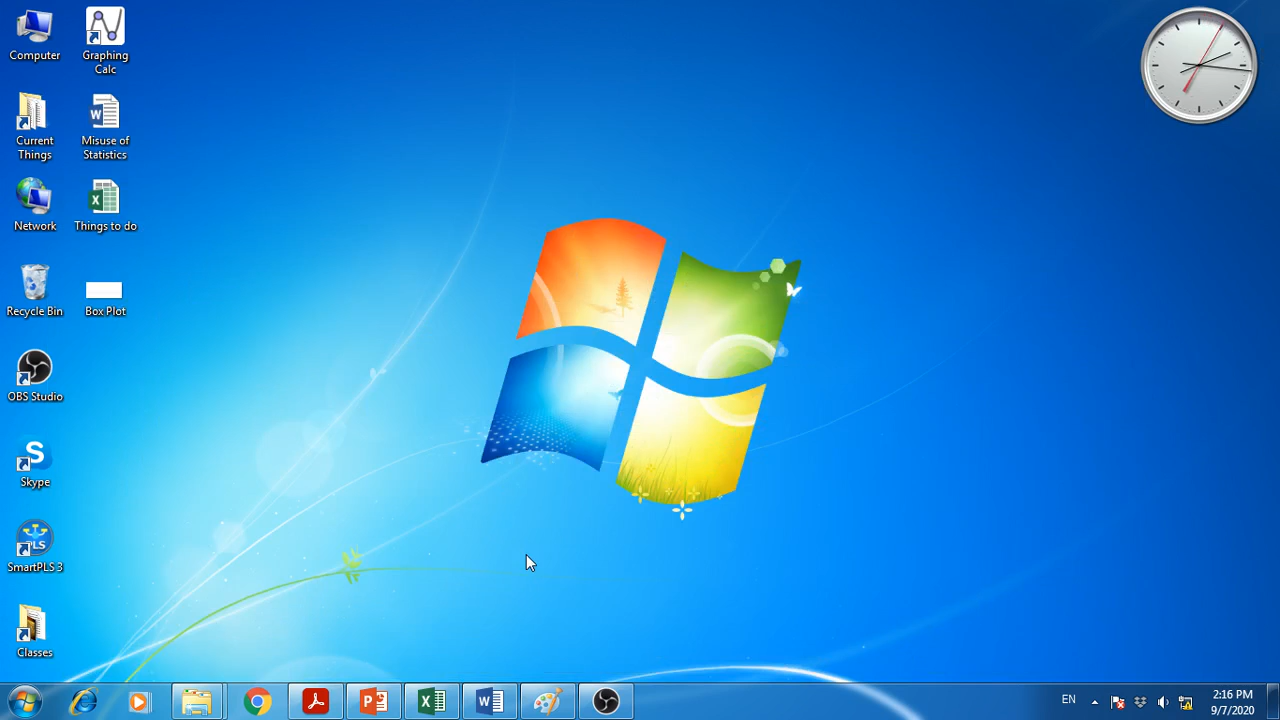 Computer
Graphing
Calc
Current
Things
Misuse of
Statistics
Network
Things to do
Recycle Bin
Box Plot
OBS Studio
S
Skype
PLS
SmartPLS 3
Classes
EN
2:16 PM
9/7/2020